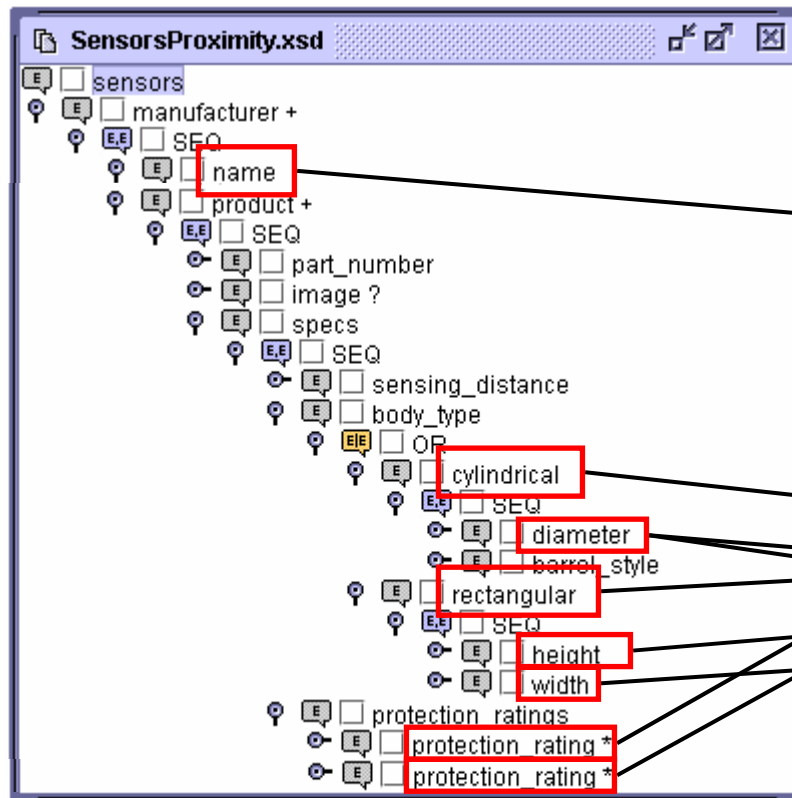 SensorsProximity.xsd
E sensors
E manufacturer +
E,E SEQ
E name
E product +
E,E SEQ
E part_number
E image ?
E specs
E,E SEQ
E sensing_distance
E body_type
E|E OR
E cylindrical
E,E SEQ
E diameter
E barrel_style
E rectangular
E,E SEQ
E height
E width
E protection_ratings
E protection_rating *
E protection_rating *